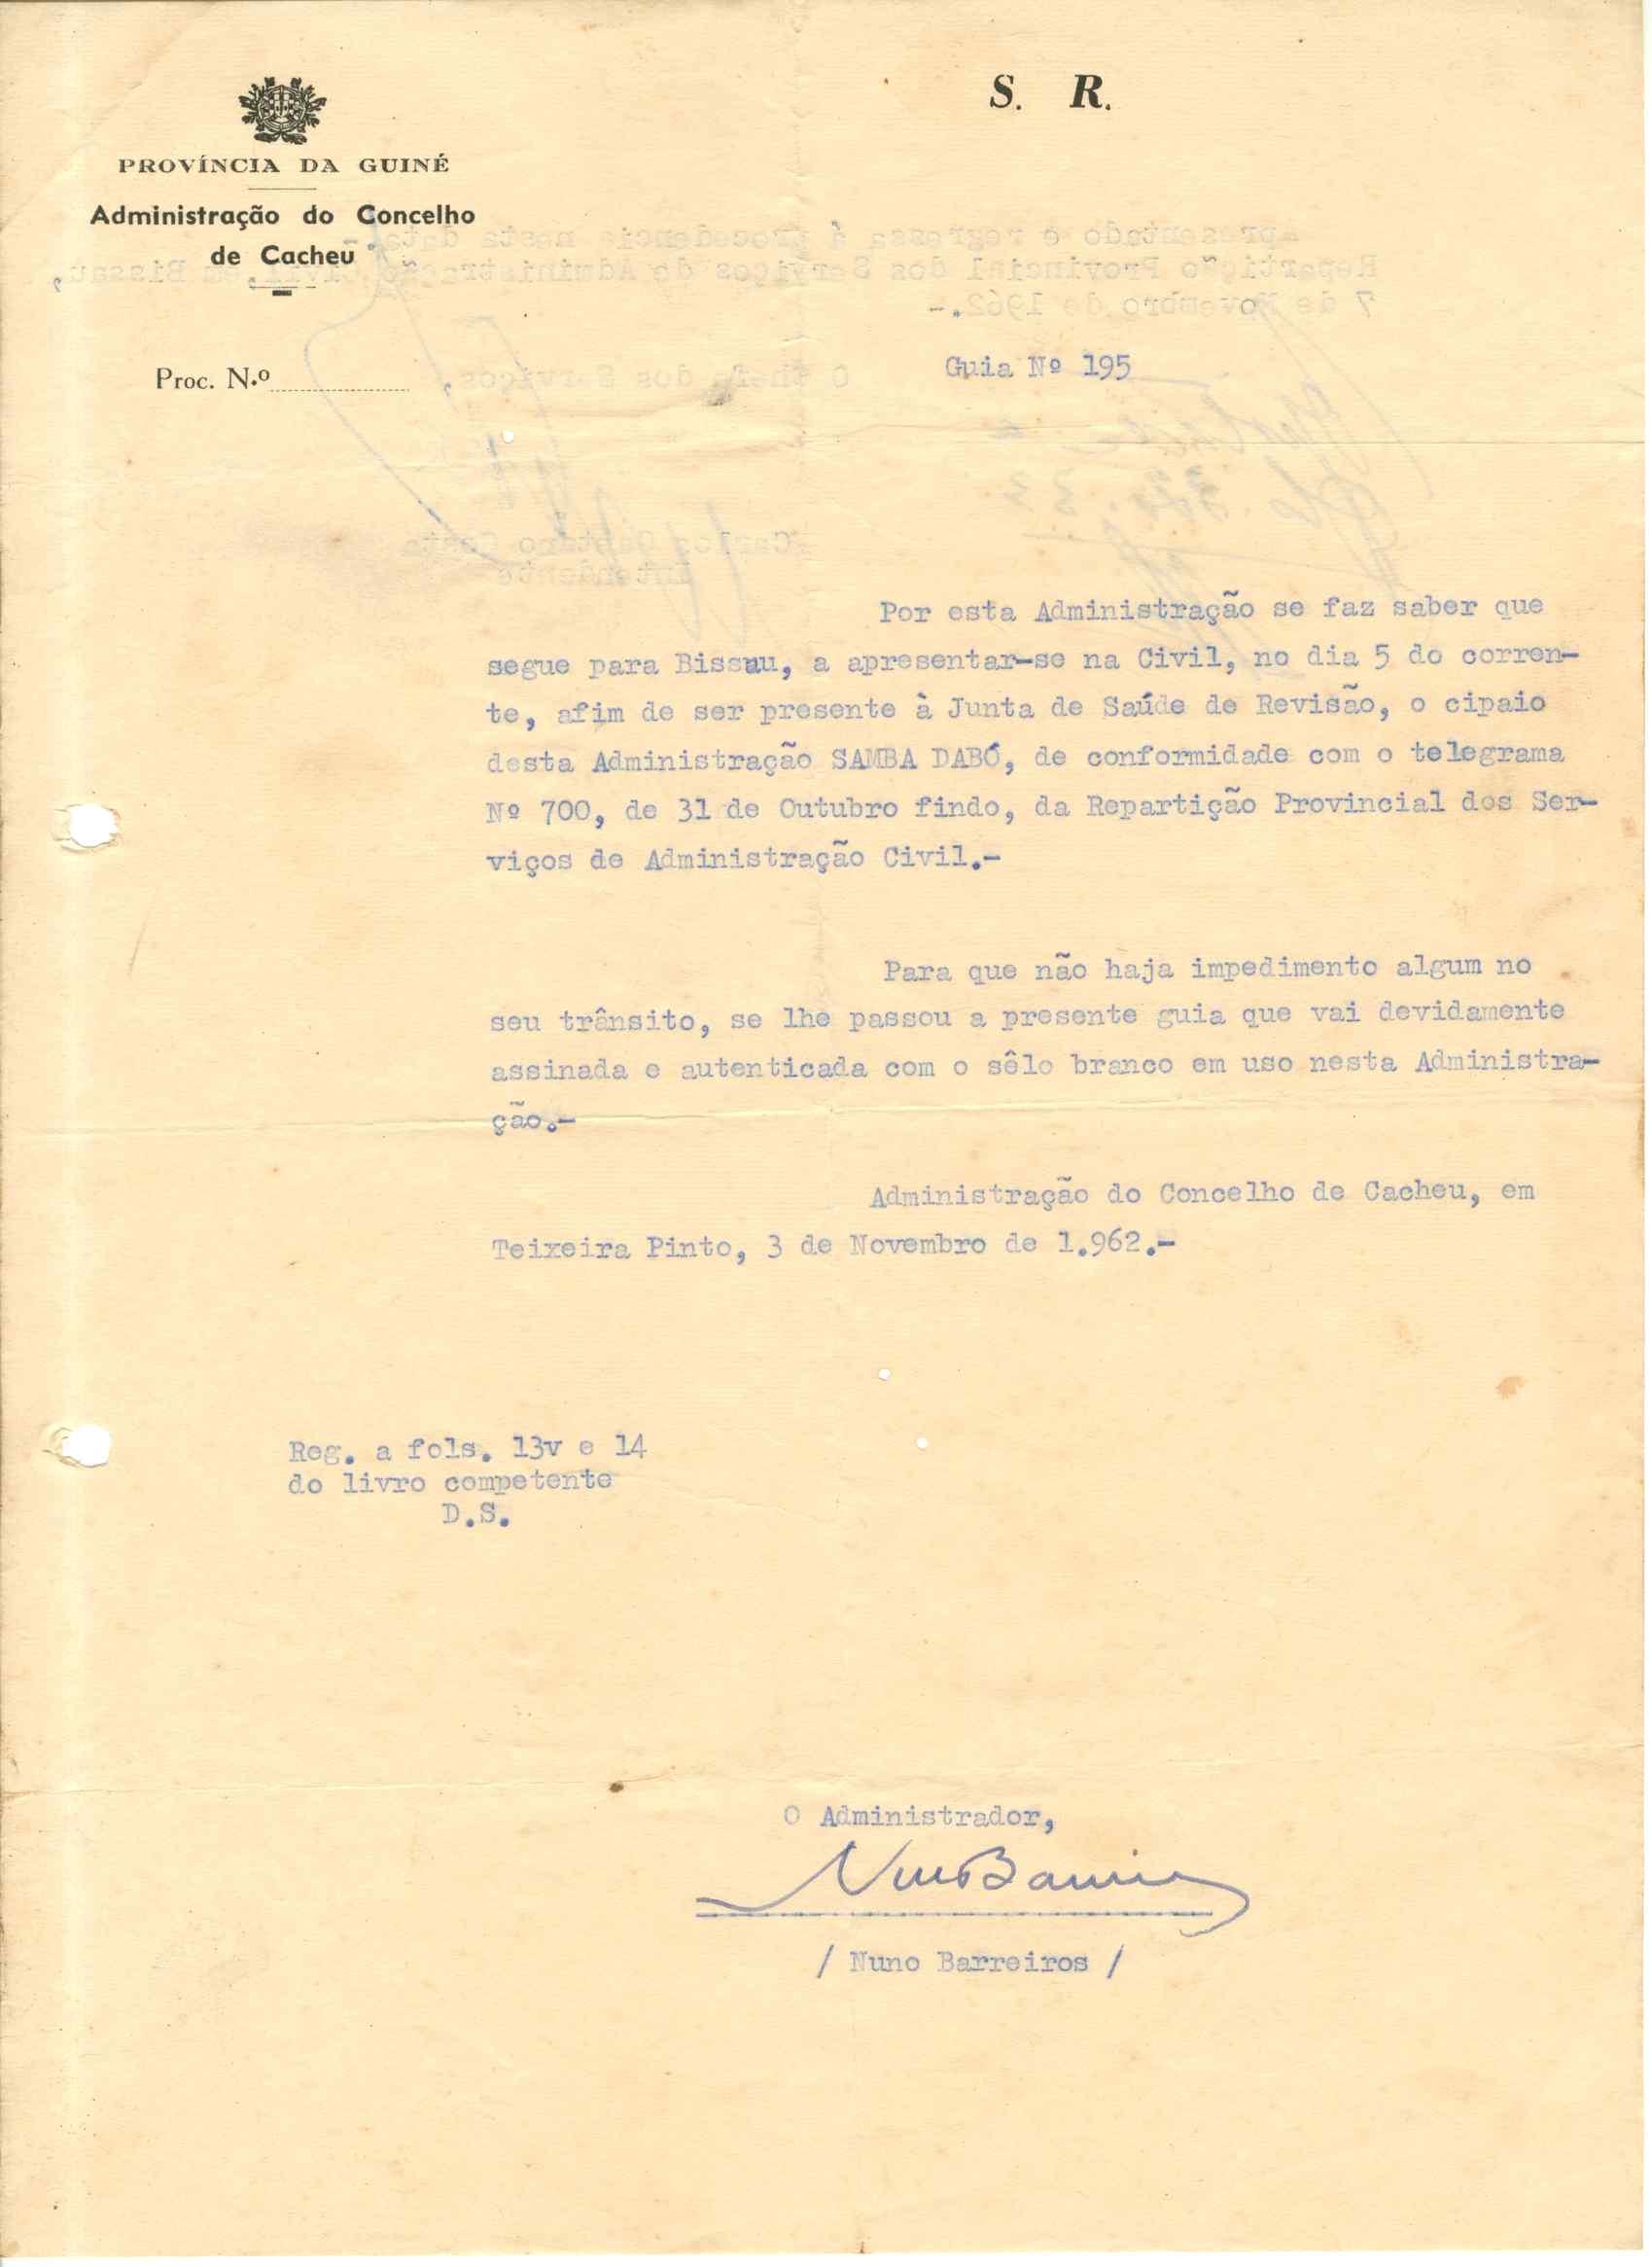 S. R.
PROVÍNCIA DA GUINÉ
Administração do Concelho
de Cacheu
Proc. N.º
Guia Nº 195
Por esta Administração se faz saber que
segue para Bissau, a apresentar-se na Civil, no dia 5 do corren-
te, afim de ser presente à Junta de Saúde de Revisão, o cipaio
desta Administração SAMBA DABÓ, de conformidade com o telegrama
Nº 700, de 31 de Outubro findo, da Repartição Provincial dos Ser-
viços de Administração Civil.-
Para que não haja impedimento algum no
seu trânsito, se lhe passou a presente guia que vai devidamente
assinada e autenticada com o sêlo branco em uso nesta Administra-
ção.-
Administração do Concelho de Cacheu, em
Teixeira Pinto, 3 de Novembro de 1.962.-
Reg. a fols. 13v e 14
do livro competente
D.S.
O Administrador,
Nuno Barreiros
/ Nuno Barreiros /